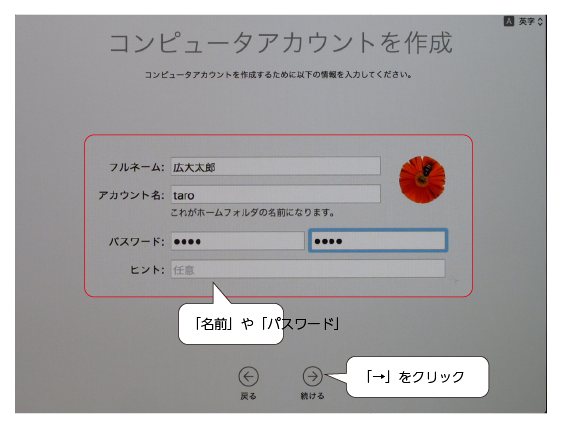 A 英字
コンピュータアカウントを作成
コンピュータアカウントを作成するために以下の情報を入力してください。
フルネーム: 広大太郎
アカウント名: taro
これがホームフォルダの名前になります。
パスワード: •••• ••••
ヒント: 任意
「名前」や「パスワード」
「→」をクリック
戻る 続ける